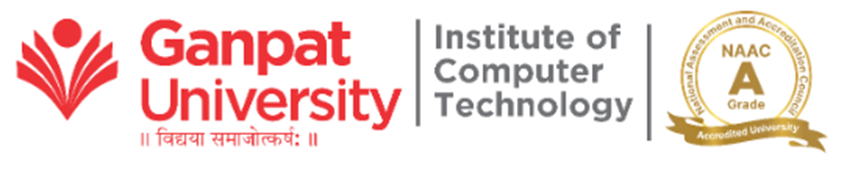 Ganpat
University
॥ विद्यया समाजोत्कर्षः ॥
Institute of
Computer
Technology
National Assessment and Accreditation Council
NAAC
A
Grade
Accredited University